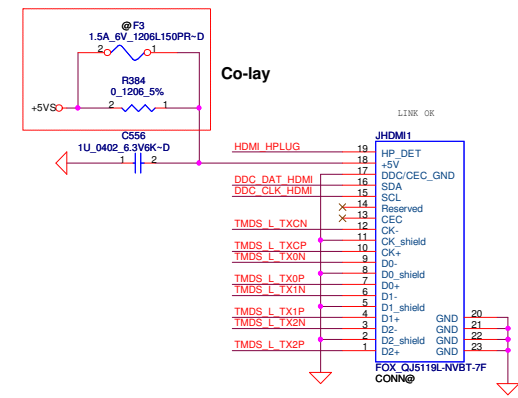 @F3
1.5A_6V_1206L150PR~D
2 1
Co-lay
R384
0_1206_5%
+5VS 2 1
LINK OK
C556
1U_0402_6.3V6K~D
1 2
JHDMI1
HDMI_HPLUG 19 HP_DET
18 +5V
17 DDC/CEC_GND
DDC_DAT_HDMI 16 SDA
DDC_CLK_HDMI 15 SCL
14 Reserved
13 CEC
TMDS_L_TXCN 12 CK-
11 CK_shield
TMDS_L_TXCP 10 CK+
TMDS_L_TX0N 9 D0-
8 D0_shield
TMDS_L_TX0P 7 D0+
TMDS_L_TX1N 6 D1-
5 D1_shield
TMDS_L_TX1P 4 D1+ GND 20
TMDS_L_TX2N 3 D2- GND 21
2 D2_shield GND 22
TMDS_L_TX2P 1 D2+ GND 23
FOX_QJ5119L-NVBT-7F
CONN@